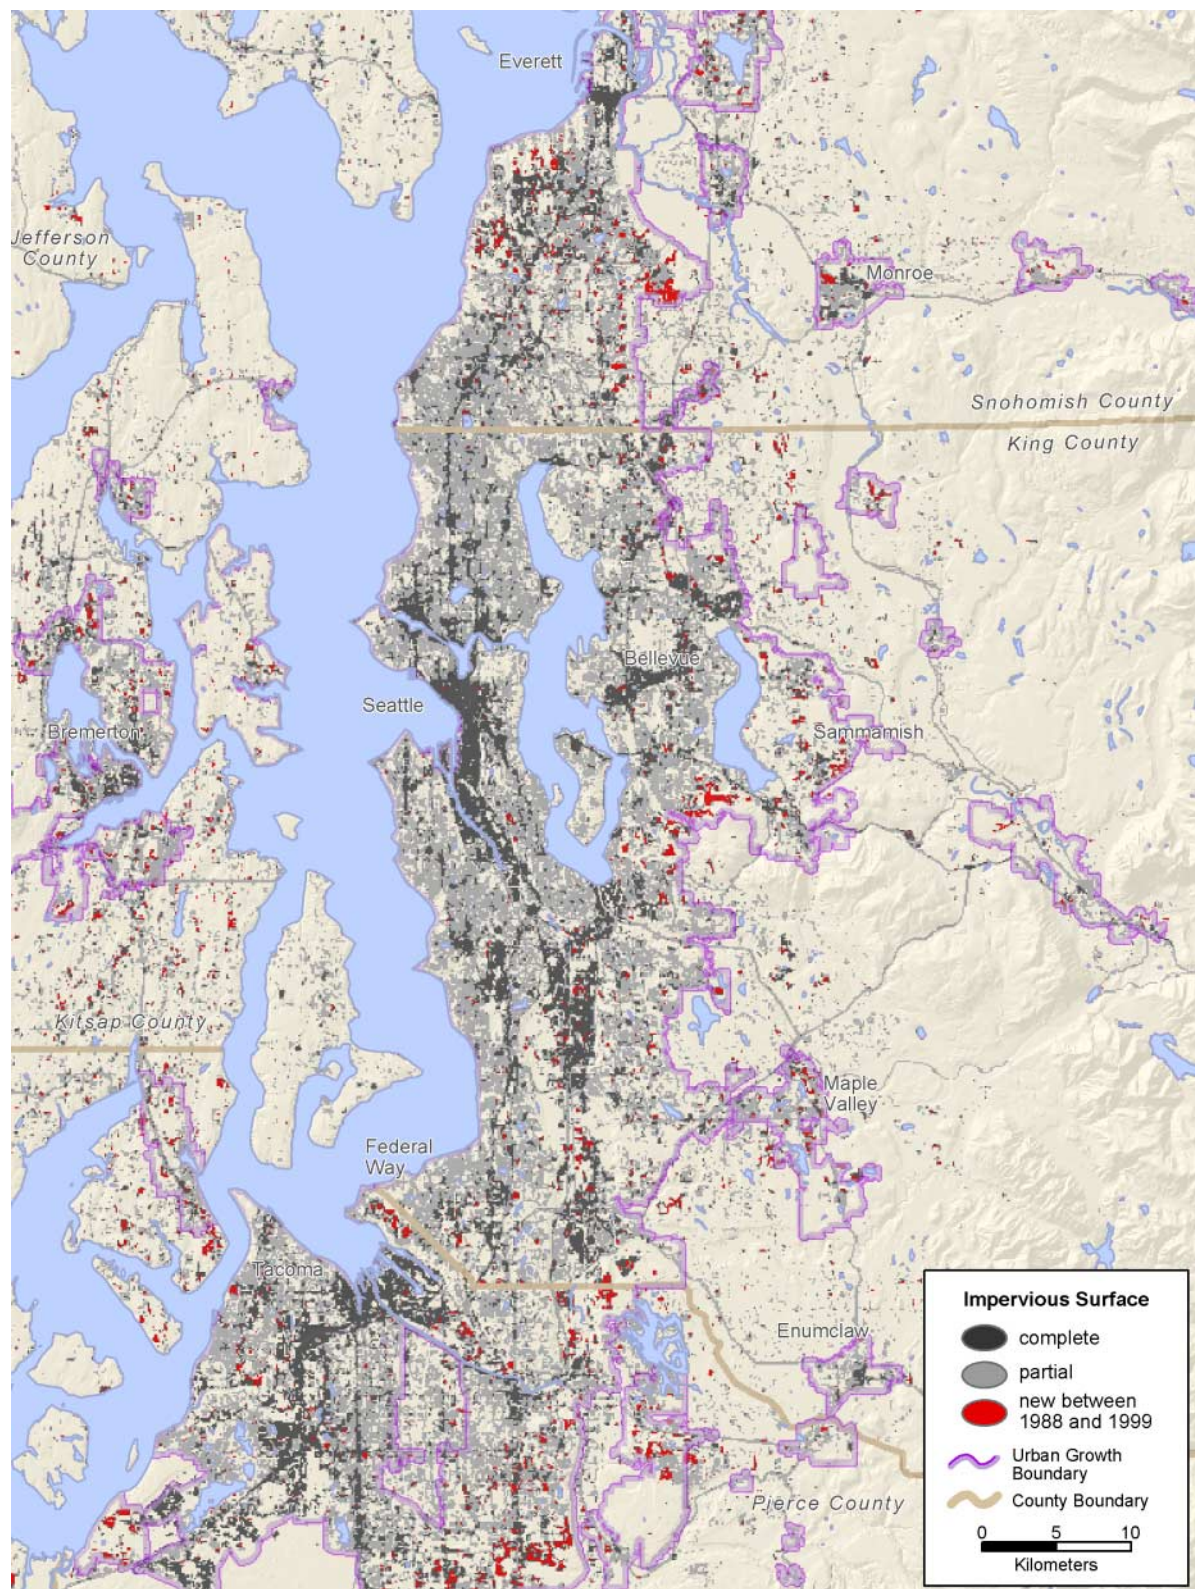 Everett
Jefferson
County
Monroe
Snohomish County
King County
Bellevue
Seattle
Sammamish
Bremerton
Kitsap County
Maple
Valley
Federal
Way
Tacoma
Enumclaw
Pierce County
Impervious Surface
complete
partial
new between
1988 and 1999
Urban Growth
Boundary
County Boundary
0 5 10
Kilometers